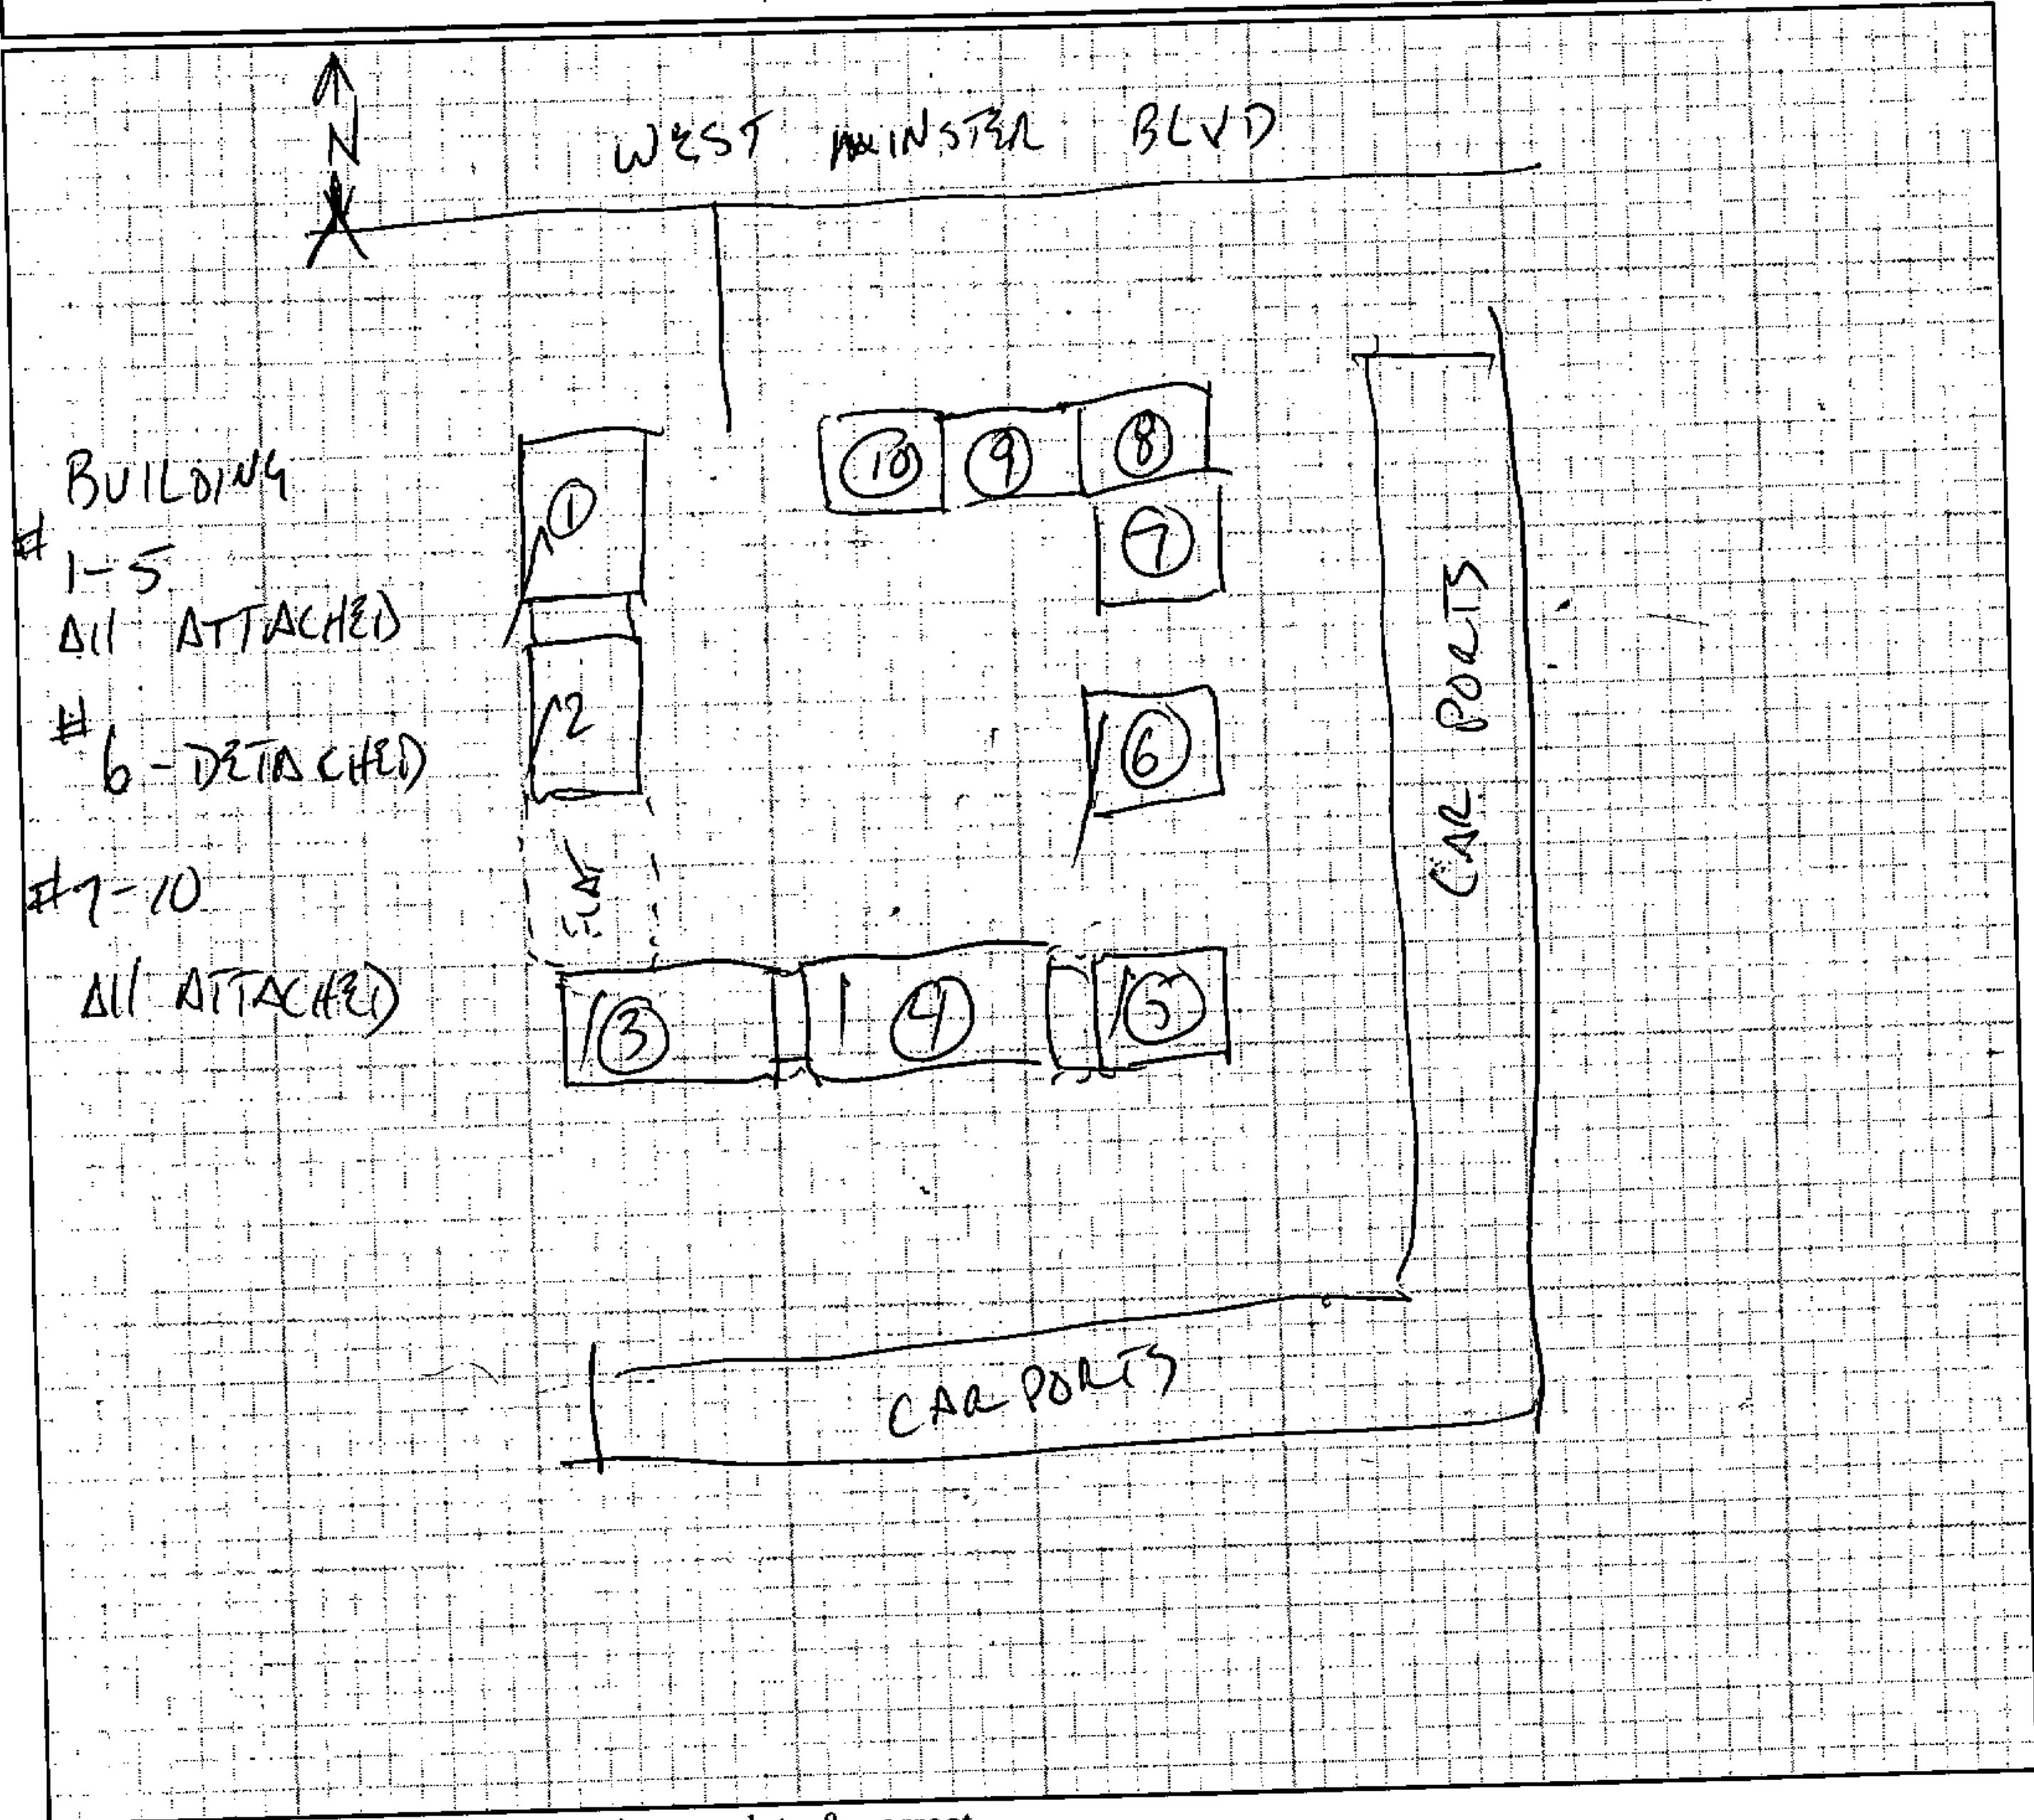 N
WEST MINSTER BLVD
BUILDING
# 1-5
All ATTACHED
# 6 - DETACHED
#7-10
All ATTACHED
1
2
FLAT
3
4
5
6
7
8
9
10
CAR PORTS
CAR PORTS